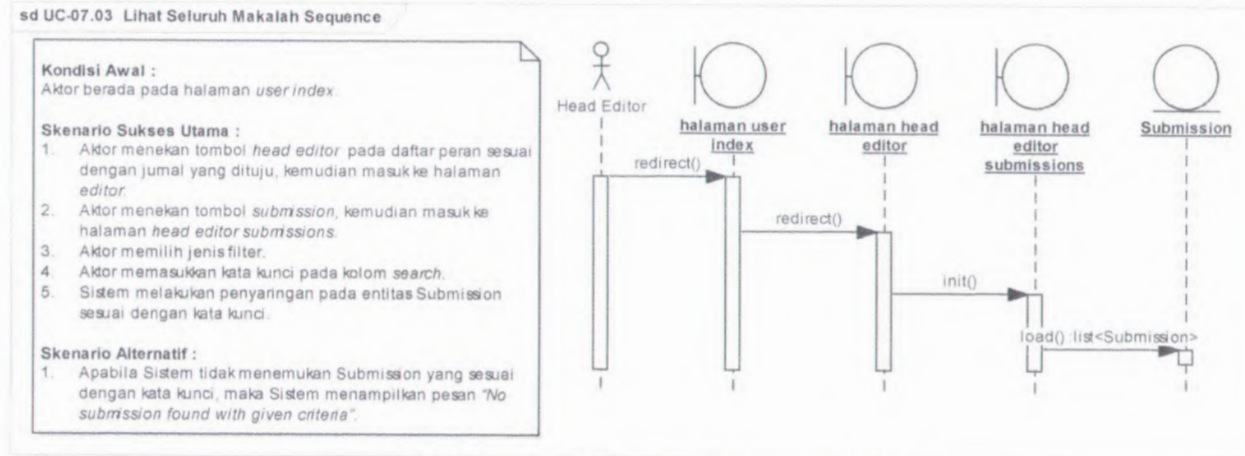 sd UC-07.03 Lihat Seluruh Makalah Sequence
Kondisi Awal :
Aktor berada pada halaman user index.
Skenario Sukses Utama :
1. Aktor menekan tombol head editor pada daftar peran sesuai
dengan jurnal yang dituju, kemudian masuk ke halaman
editor.
2. Aktor menekan tombol submission, kemudian masuk ke
halaman head editor submissions.
3. Aktor memilih jenis filter.
4. Aktor memasukkan kata kunci pada kolom search.
5. Sistem melakukan penyaringan pada entitas Submission
sesuai dengan kata kunci.
Skenario Alternatif :
1. Apabila Sistem tidak menemukan Submission yang sesuai
dengan kata kunci, maka Sistem menampilkan pesan "No
submission found with given criteria".
Head Editor
halaman user
index
halaman head
editor
halaman head
editor
submissions
Submission
redirect()
redirect()
init()
load() :list<Submission>